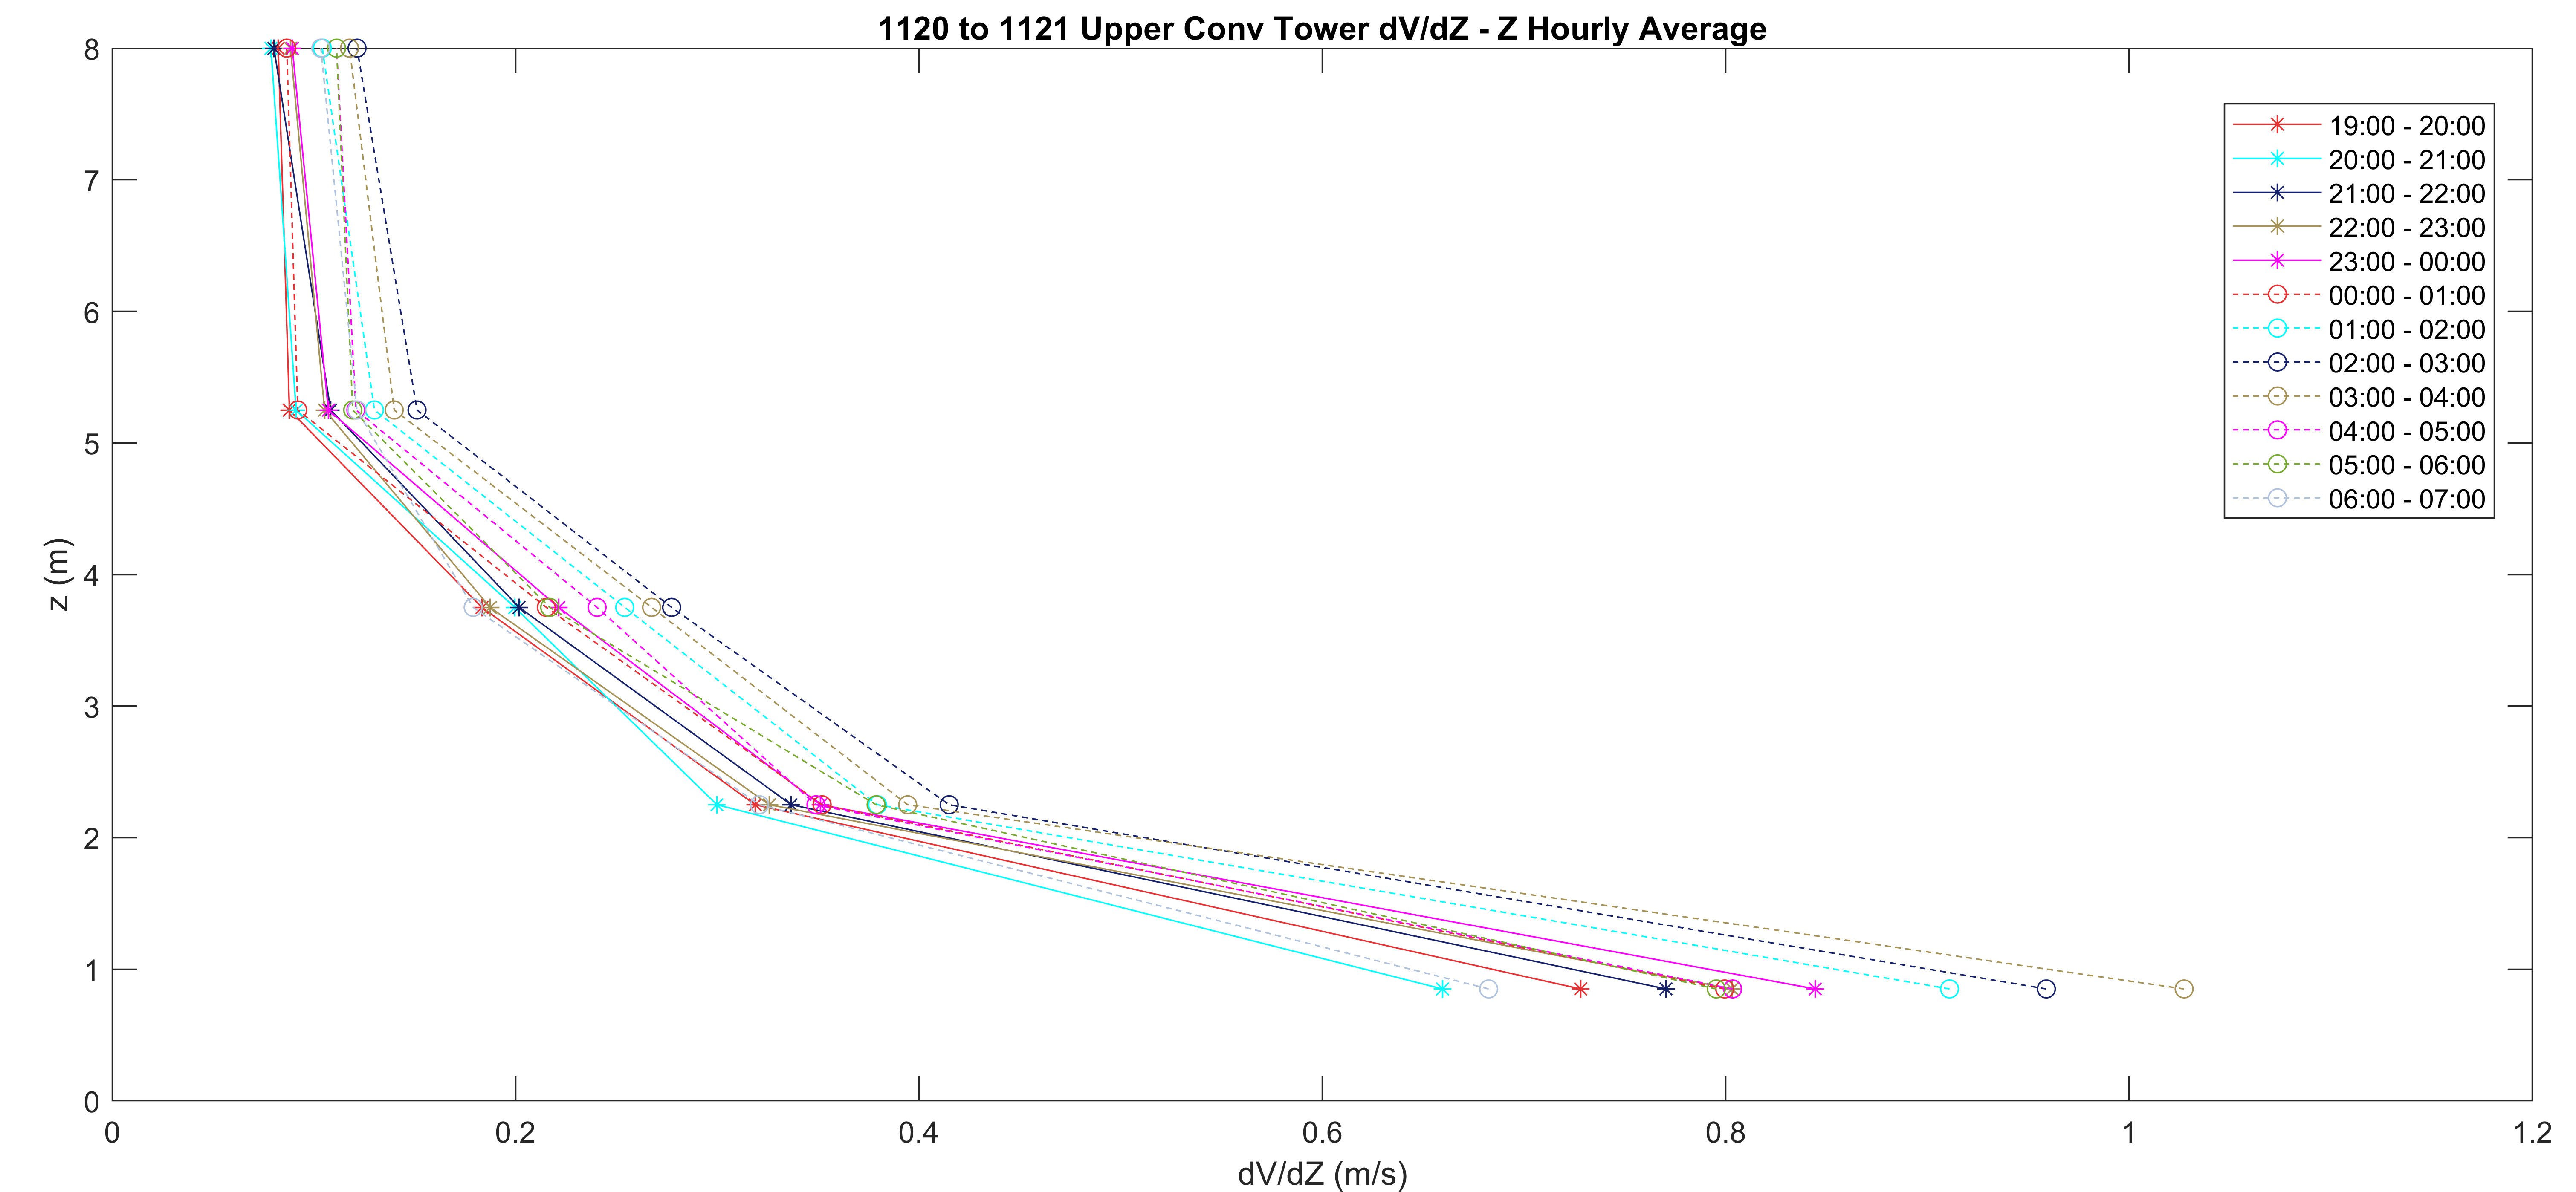 1120 to 1121 Upper Conv Tower dV/dZ - Z Hourly Average
8
7
6
5
4
3
2
1
0
z (m)
0 0.2 0.4 0.6 0.8 1 1.2
dV/dZ (m/s)
19:00 - 20:00
20:00 - 21:00
21:00 - 22:00
22:00 - 23:00
23:00 - 00:00
00:00 - 01:00
01:00 - 02:00
02:00 - 03:00
03:00 - 04:00
04:00 - 05:00
05:00 - 06:00
06:00 - 07:00